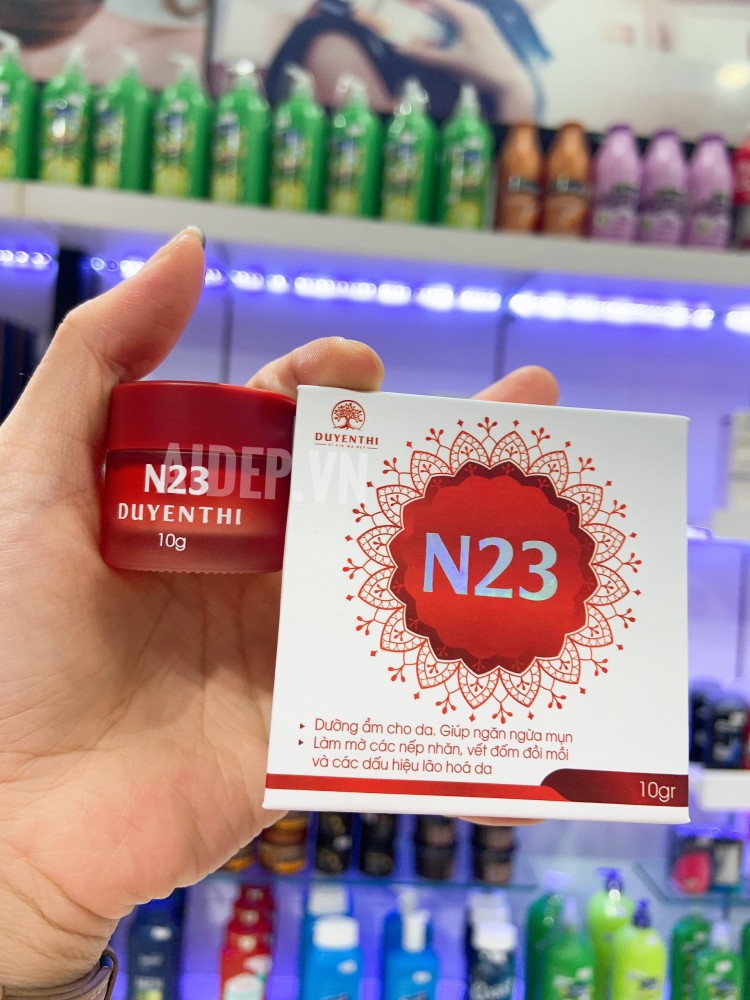 DUYENTHI
N23
Dưỡng ẩm cho da. Giúp ngăn ngừa mụn
Làm mờ các nếp nhăn, vết đốm đồi mồi
và các dấu hiệu lão hoá da
10gr
N23
DUYENTHI
10g
AIDEP.VN